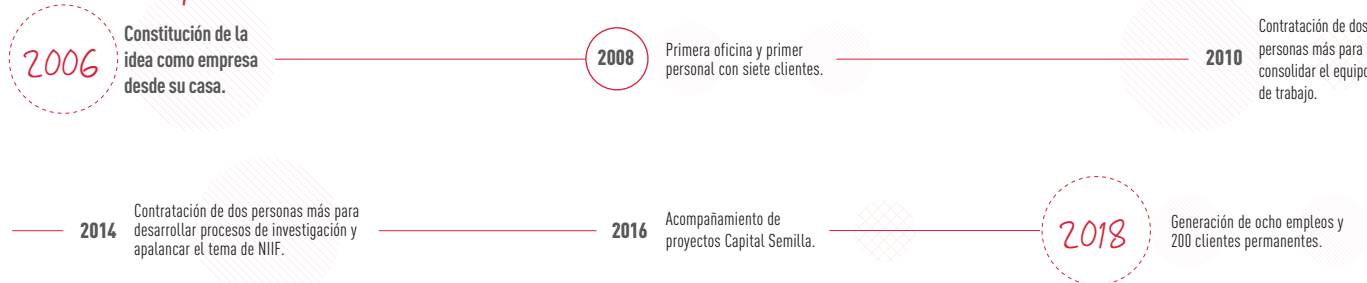 2006
Constitución de la
idea como empresa
desde su casa.
2008
Primera oficina y primer
personal con siete clientes.
2010
Contratación de dos
personas más para
consolidar el equipo
de trabajo.
2014
Contratación de dos personas más para
desarrollar procesos de investigación y
apalancar el tema de NIIF.
2016
Acompañamiento de
proyectos Capital Semilla.
2018
Generación de ocho empleos y
200 clientes permanentes.